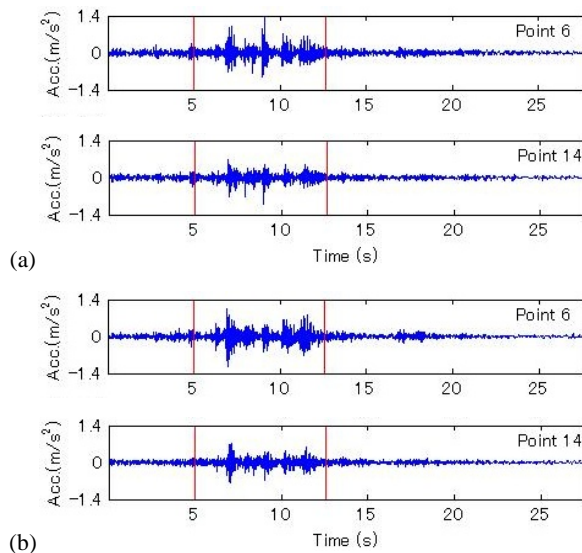 1.4
Point 6
Acc.(m/s²)
0
−1.4
5 10 15 20 25
1.4
Point 14
Acc.(m/s²)
0
−1.4
5 10 15 20 25
(a)
Time (s)
1.4
Point 6
Acc.(m/s²)
0
−1.4
5 10 15 20 25
1.4
Point 14
Acc.(m/s²)
0
−1.4
5 10 15 20 25
(b)
Time (s)